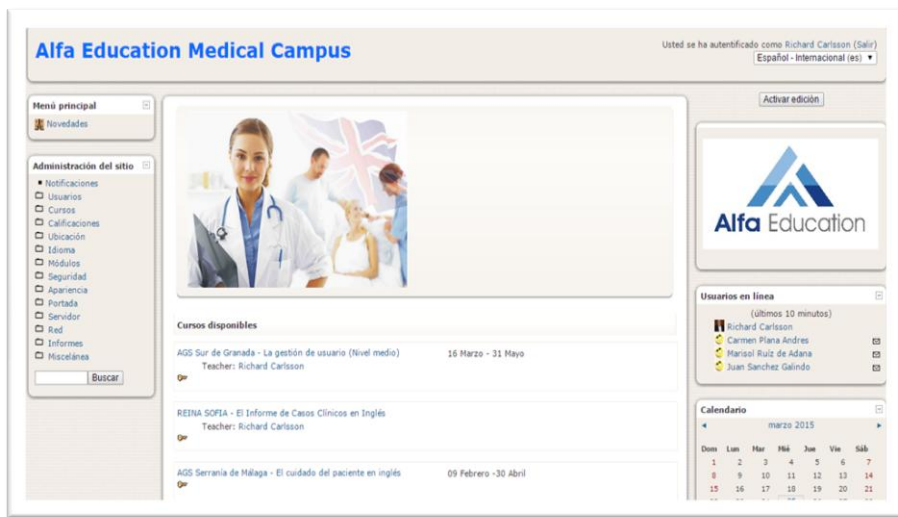 Alfa Education Medical Campus
Usted se ha autentificado como Richard Carlsson (Salir)
Español - Internacional (es)
Activar edición
Menú principal
Novedades
Administración del sitio
Notificaciones
Usuarios
Cursos
Calificaciones
Ubicación
Idioma
Módulos
Seguridad
Apariencia
Portada
Servidor
Red
Informes
Miscelánea
Buscar
Cursos disponibles
AGS Sur de Granada - La gestión de usuario (Nivel medio) 16 Marzo - 31 Mayo
Teacher: Richard Carlsson
REINA SOFIA - El Informe de Casos Clínicos en Inglés
Teacher: Richard Carlsson
AGS Serranía de Málaga - El cuidado del paciente en inglés 09 Febrero -30 Abril
Alfa Education
Usuarios en línea
(últimos 10 minutos)
Richard Carlsson
Carmen Plana Andres
Marisol Ruíz de Adana
Juan Sanchez Galindo
Calendario
marzo 2015
Dom Lun Mar Mié Jue Vie Sáb
1 2 3 4 5 6 7
8 9 10 11 12 13 14
15 16 17 18 19 20 21